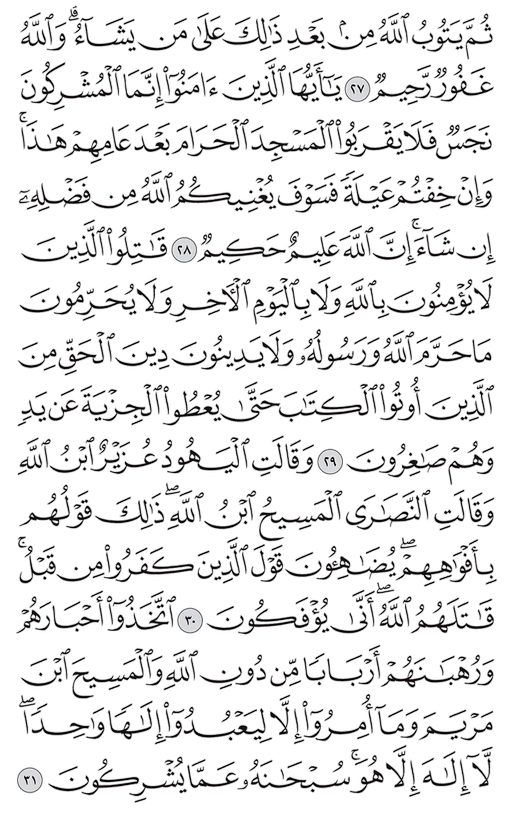 ثُمَّ يَتُوبُ ٱللَّهُ مِنۢ بَعْدِ ذَٰلِكَ عَلَىٰ مَن يَشَآءُۗ وَٱللَّهُ
غَفُورٌ رَّحِيمٌ ٢٧ يَٰٓأَيُّهَا ٱلَّذِينَ ءَامَنُوٓا۟ إِنَّمَا ٱلْمُشْرِكُونَ
نَجَسٌ فَلَا يَقْرَبُوا۟ ٱلْمَسْجِدَ ٱلْحَرَامَ بَعْدَ عَامِهِمْ هَٰذَاۚ
وَإِنْ خِفْتُمْ عَيْلَةً فَسَوْفَ يُغْنِيكُمُ ٱللَّهُ مِن فَضْلِهِۦٓ
إِن شَآءَۚ إِنَّ ٱللَّهَ عَلِيمٌ حَكِيمٌ ٢٨ قَٰتِلُوا۟ ٱلَّذِينَ
لَا يُؤْمِنُونَ بِٱللَّهِ وَلَا بِٱلْيَوْمِ ٱلْـَٔاخِرِ وَلَا يُحَرِّمُونَ
مَا حَرَّمَ ٱللَّهُ وَرَسُولُهُۥ وَلَا يَدِينُونَ دِينَ ٱلْحَقِّ مِنَ
ٱلَّذِينَ أُوتُوا۟ ٱلْكِتَٰبَ حَتَّىٰ يُعْطُوا۟ ٱلْجِزْيَةَ عَن يَدٍ
وَهُمْ صَٰغِرُونَ ٢٩ وَقَالَتِ ٱلْيَهُودُ عُزَيْرٌ ٱبْنُ ٱللَّهِ
وَقَالَتِ ٱلنَّصَٰرَى ٱلْمَسِيحُ ٱبْنُ ٱللَّهِۖ ذَٰلِكَ قَوْلُهُم
بِأَفْوَٰهِهِمْۖ يُضَٰهِـُٔونَ قَوْلَ ٱلَّذِينَ كَفَرُوا۟ مِن قَبْلُۚ
قَٰتَلَهُمُ ٱللَّهُۖ أَنَّىٰ يُؤْفَكُونَ ٣٠ ٱتَّخَذُوٓا۟ أَحْبَارَهُمْ
وَرُهْبَٰنَهُمْ أَرْبَابًا مِّن دُونِ ٱللَّهِ وَٱلْمَسِيحَ ٱبْنَ
مَرْيَمَ وَمَآ أُمِرُوٓا۟ إِلَّا لِيَعْبُدُوٓا۟ إِلَٰهًا وَٰحِدًاۖ
لَّآ إِلَٰهَ إِلَّا هُوَۚ سُبْحَٰنَهُۥ عَمَّا يُشْرِكُونَ ٣١